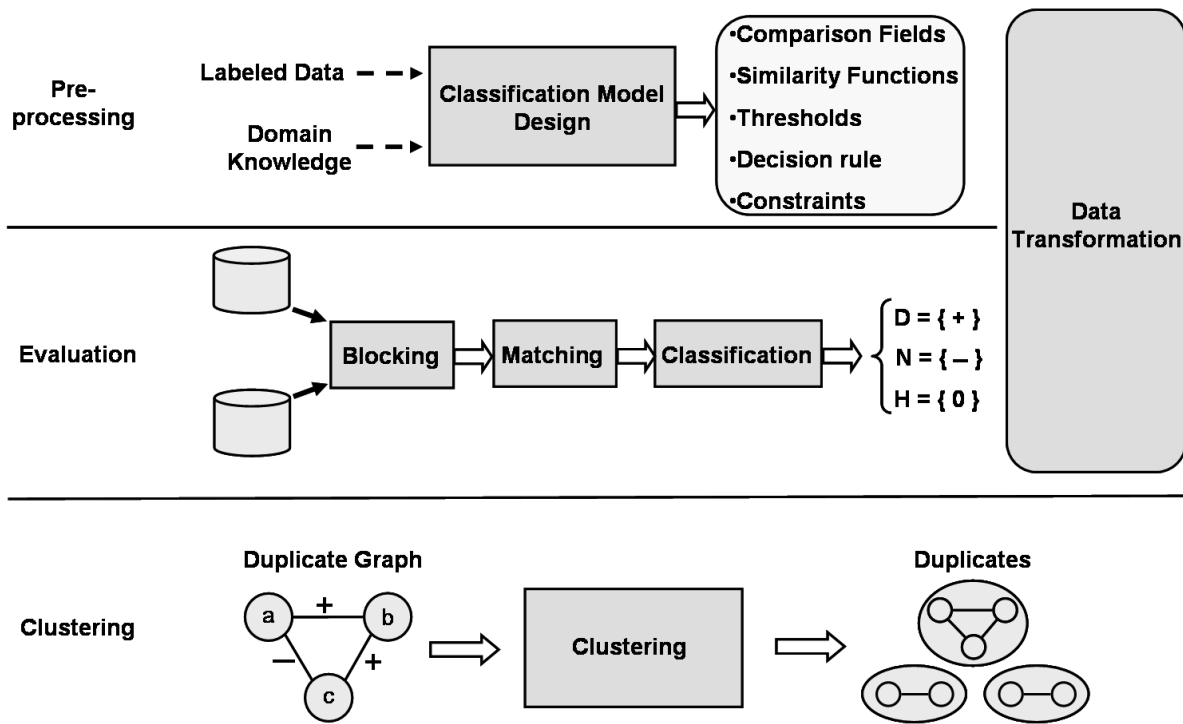 Pre-
processing
Labeled Data
Domain
Knowledge
Classification Model
Design
•Comparison Fields
•Similarity Functions
•Thresholds
•Decision rule
•Constraints
Data
Transformation
Evaluation
Blocking
Matching
Classification
D = { + }
N = { – }
H = { 0 }
Clustering
Duplicate Graph
a
+
b
–
+
c
Clustering
Duplicates